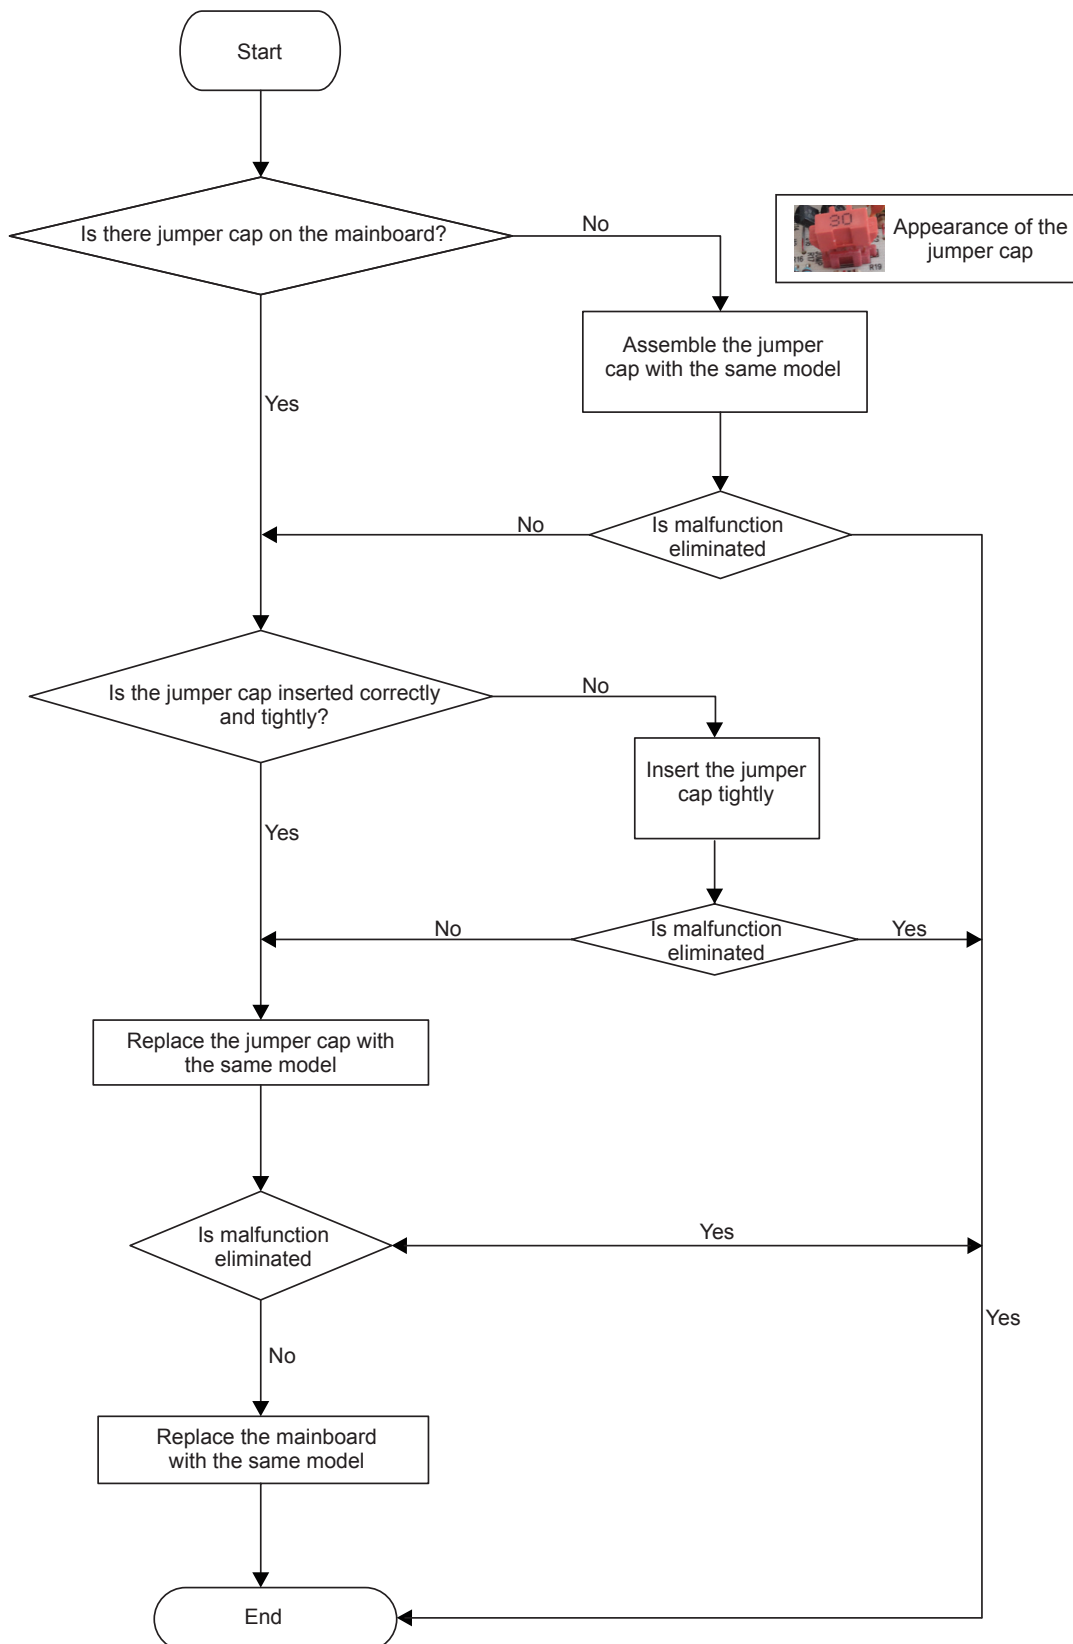 Start
Is there jumper cap on the mainboard?
No
30
R19
Appearance of the
jumper cap
Assemble the jumper
cap with the same model
Yes
No
Is malfunction
eliminated
Is the jumper cap inserted correctly
and tightly?
No
Insert the jumper
cap tightly
Yes
No
Is malfunction
eliminated
Yes
Replace the jumper cap with
the same model
Is malfunction
eliminated
Yes
Yes
No
Replace the mainboard
with the same model
End